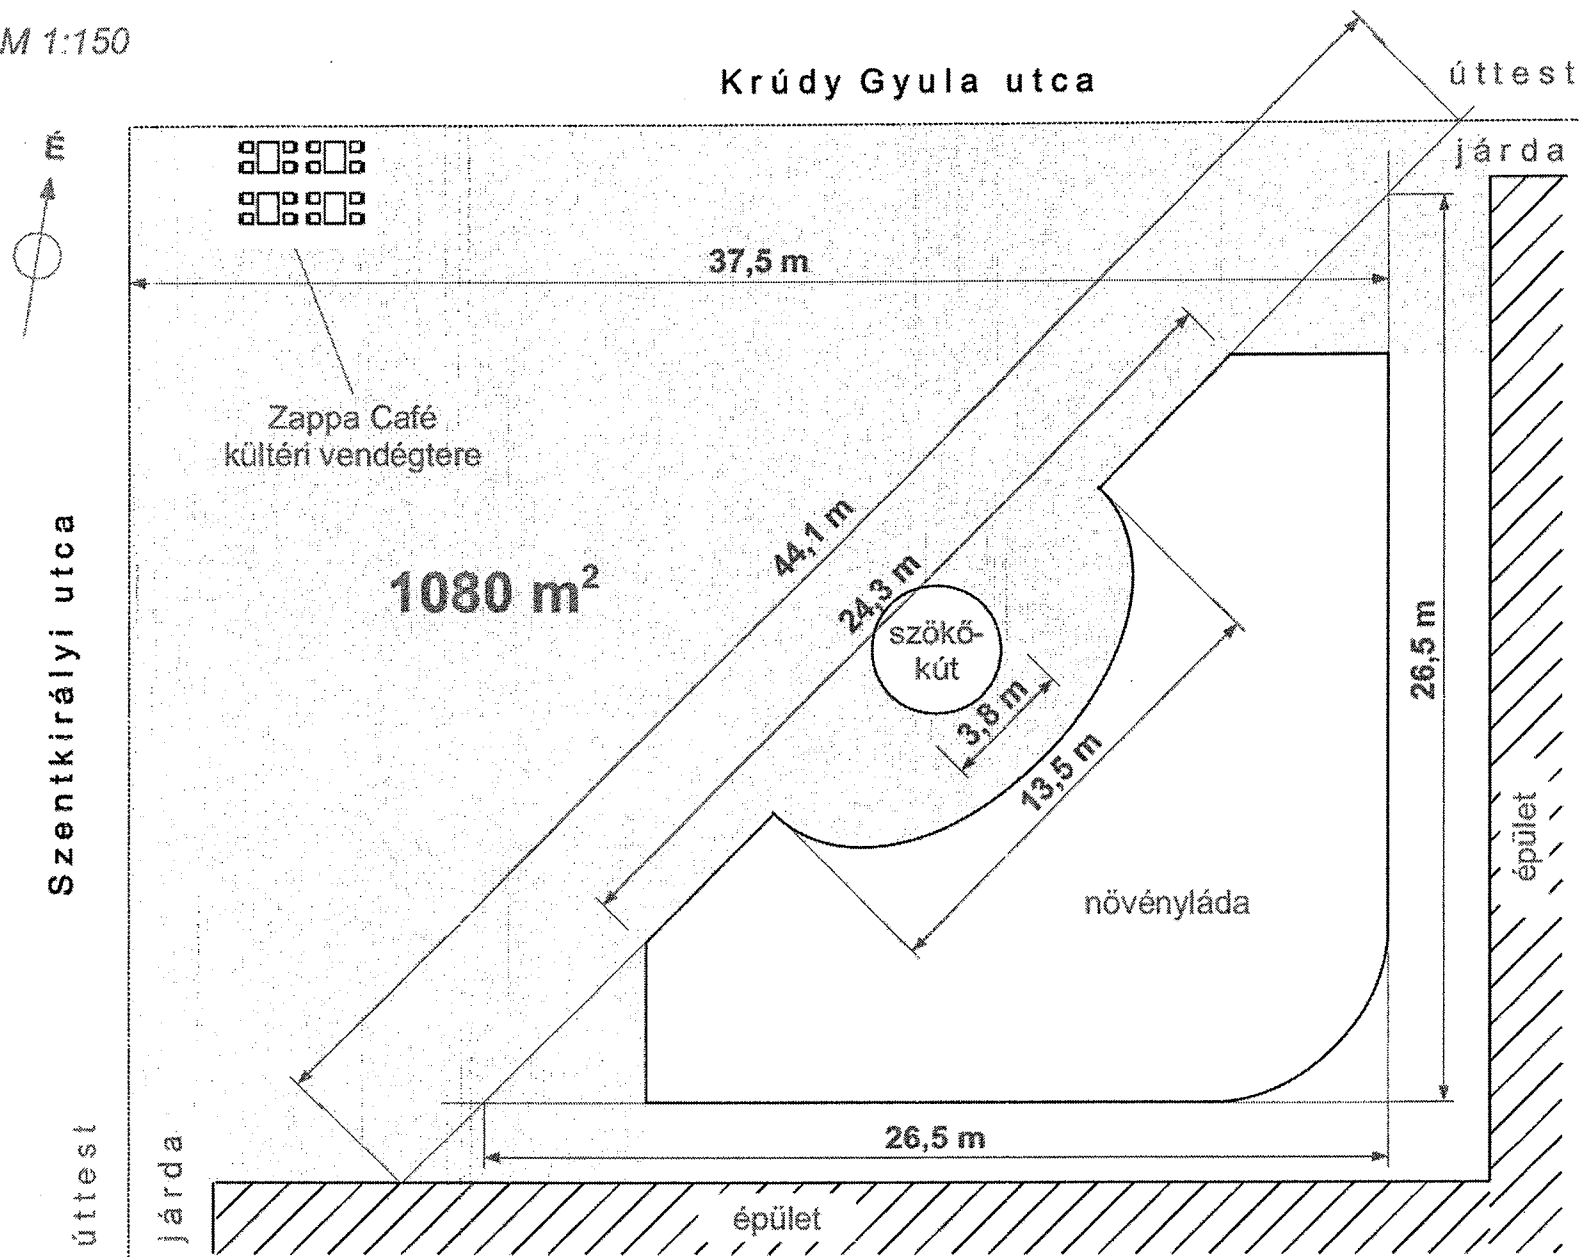 M 1:150
Krúdy Gyula utca
úttest
É
járda
37,5 m
Zappa Café
kültéri vendégtere
44,1 m
24,3 m
1080 m²
Szentkirályi utca
szökő-
kút
3,8 m
13,5 m
26,5 m
épület
növényláda
26,5 m
úttest
járda
épület